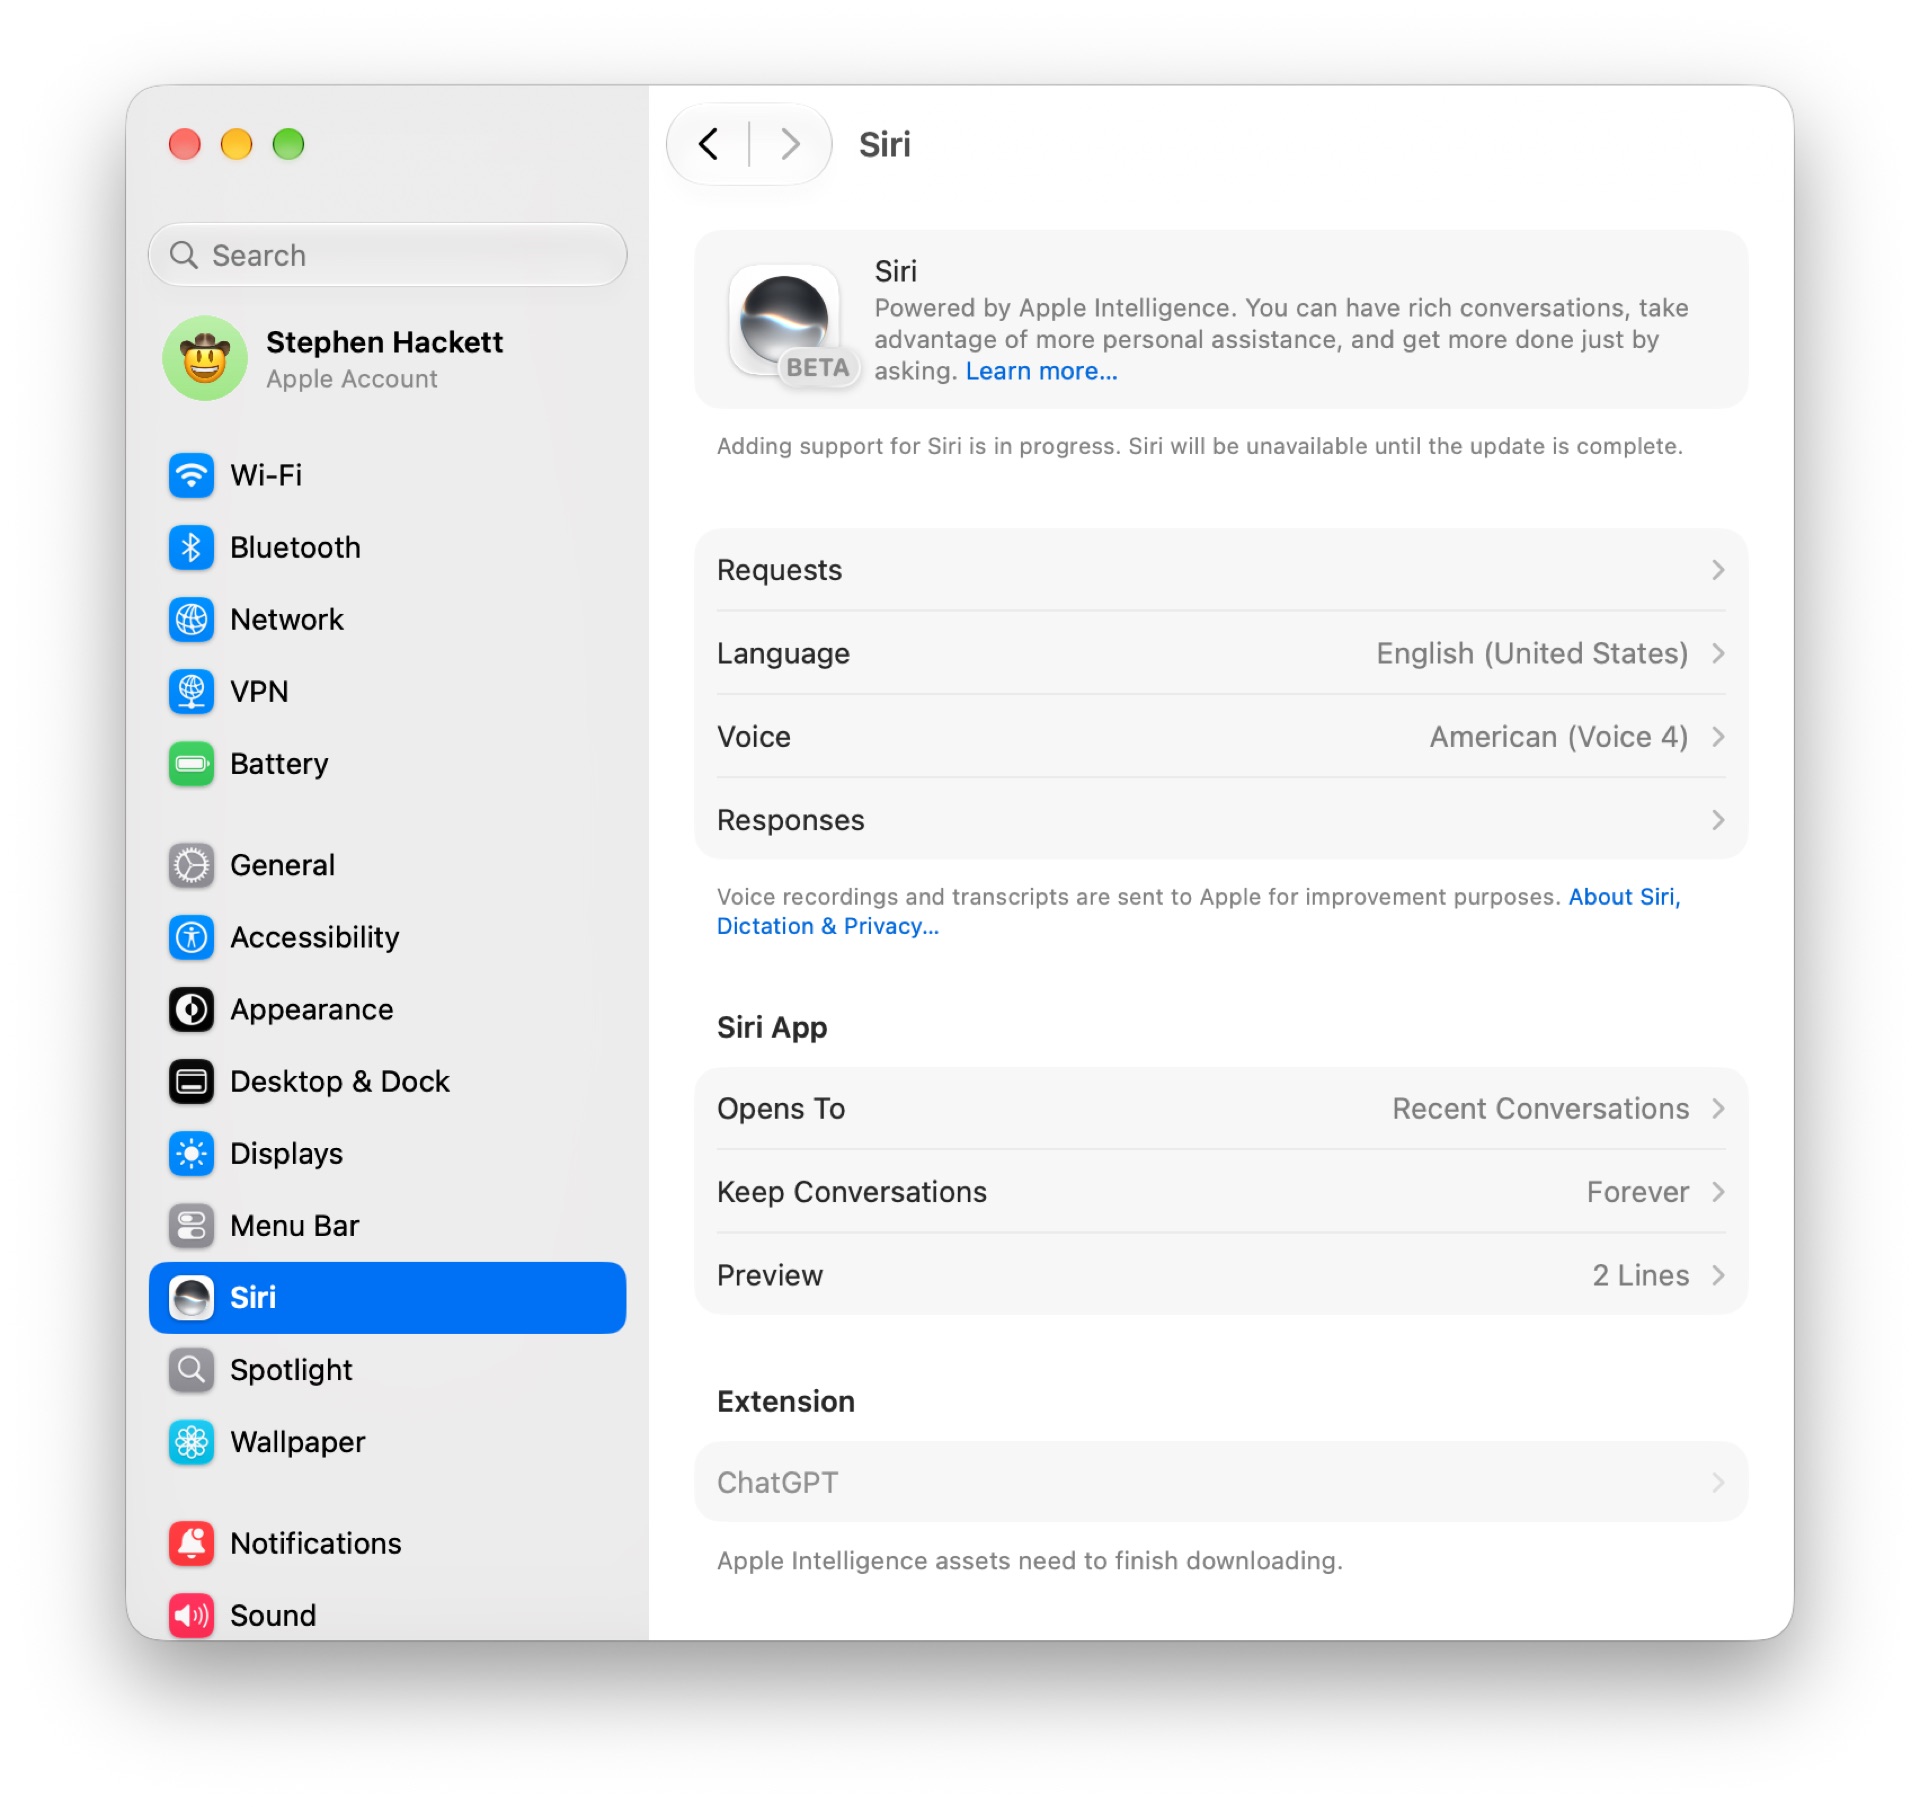 Search
Stephen Hackett
Apple Account
Wi-Fi
Bluetooth
Network
VPN
Battery
General
Accessibility
Appearance
Desktop & Dock
Displays
Menu Bar
Siri
Spotlight
Wallpaper
Notifications
Sound
Siri
Siri
Powered by Apple Intelligence. You can have rich conversations, take
advantage of more personal assistance, and get more done just by
asking. Learn more...
BETA
Adding support for Siri is in progress. Siri will be unavailable until the update is complete.
Requests
Language English (United States)
Voice American (Voice 4)
Responses
Voice recordings and transcripts are sent to Apple for improvement purposes. About Siri,
Dictation & Privacy...
Siri App
Opens To Recent Conversations
Keep Conversations Forever
Preview 2 Lines
Extension
ChatGPT
Apple Intelligence assets need to finish downloading.